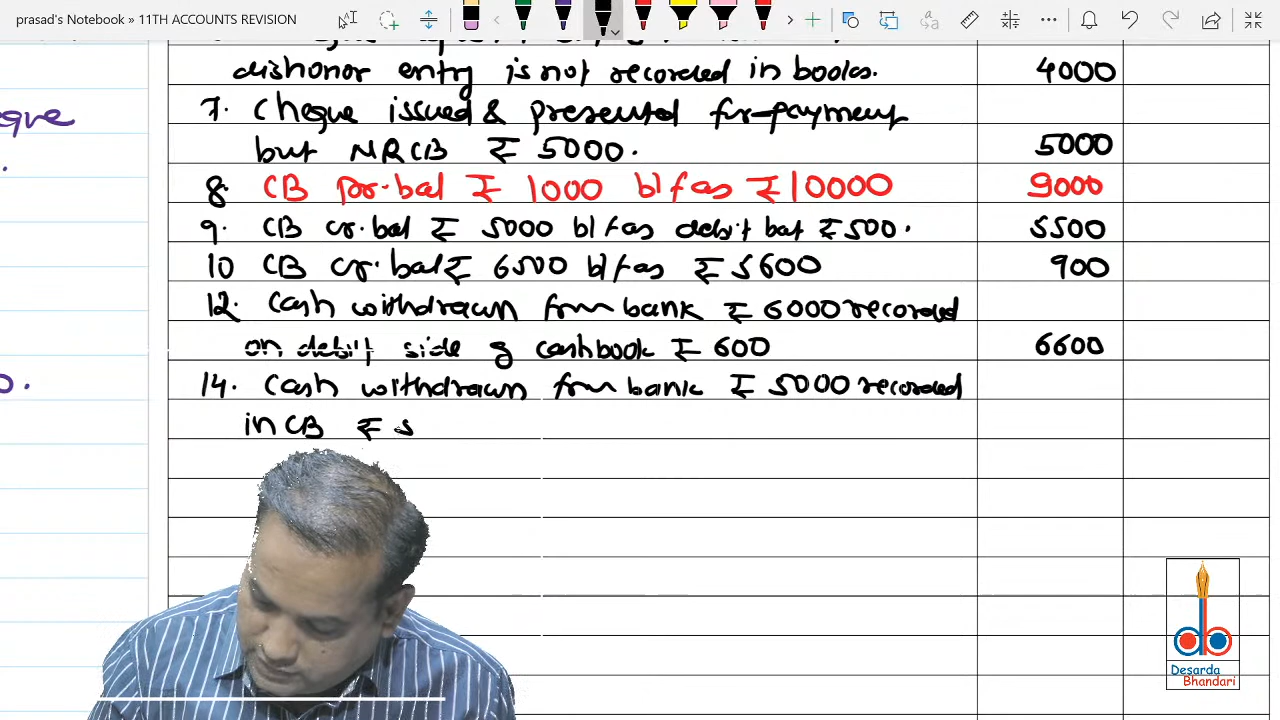 prasad's Notebook » 11TH ACCOUNTS REVISION
dishonor entry is not recorded in books. 4000
7. Cheque issued & presented for payment
but NRCB ₹ 5000. 5000
8. CB Dr. bal ₹ 1000 b/f as ₹ 10000 9000
9. CB cr. bal ₹ 5000 b/f as debit bal ₹ 500. 5500
10 CB cr. bal ₹ 6500 b/f as ₹ 5600 900
12. Cash withdrawn from bank ₹ 6000 recorded
on debit side of cashbook ₹ 600 6600
14. Cash withdrawn from bank ₹ 5000 recorded
in CB ₹ 5
que
0.
Desarda
Bhandari